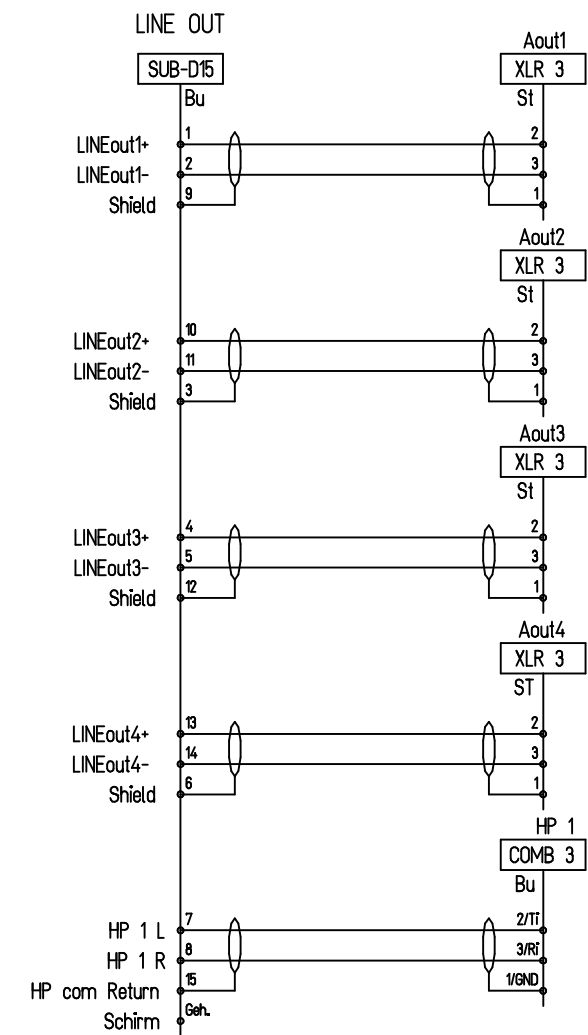 LINE OUT
Aout1
SUB-D15
XLR 3
Bu
St
LINEout1+ 1 2
LINEout1- 2 3
Shield 9 1
Aout2
XLR 3
St
LINEout2+ 10 2
LINEout2- 11 3
Shield 3 1
Aout3
XLR 3
St
LINEout3+ 4 2
LINEout3- 5 3
Shield 12 1
Aout4
XLR 3
ST
LINEout4+ 13 2
LINEout4- 14 3
Shield 6 1
HP 1
COMB 3
Bu
HP 1 L 7 2/Ti
HP 1 R 8 3/Ri
HP com Return 15 1/GND
Schirm Geh.